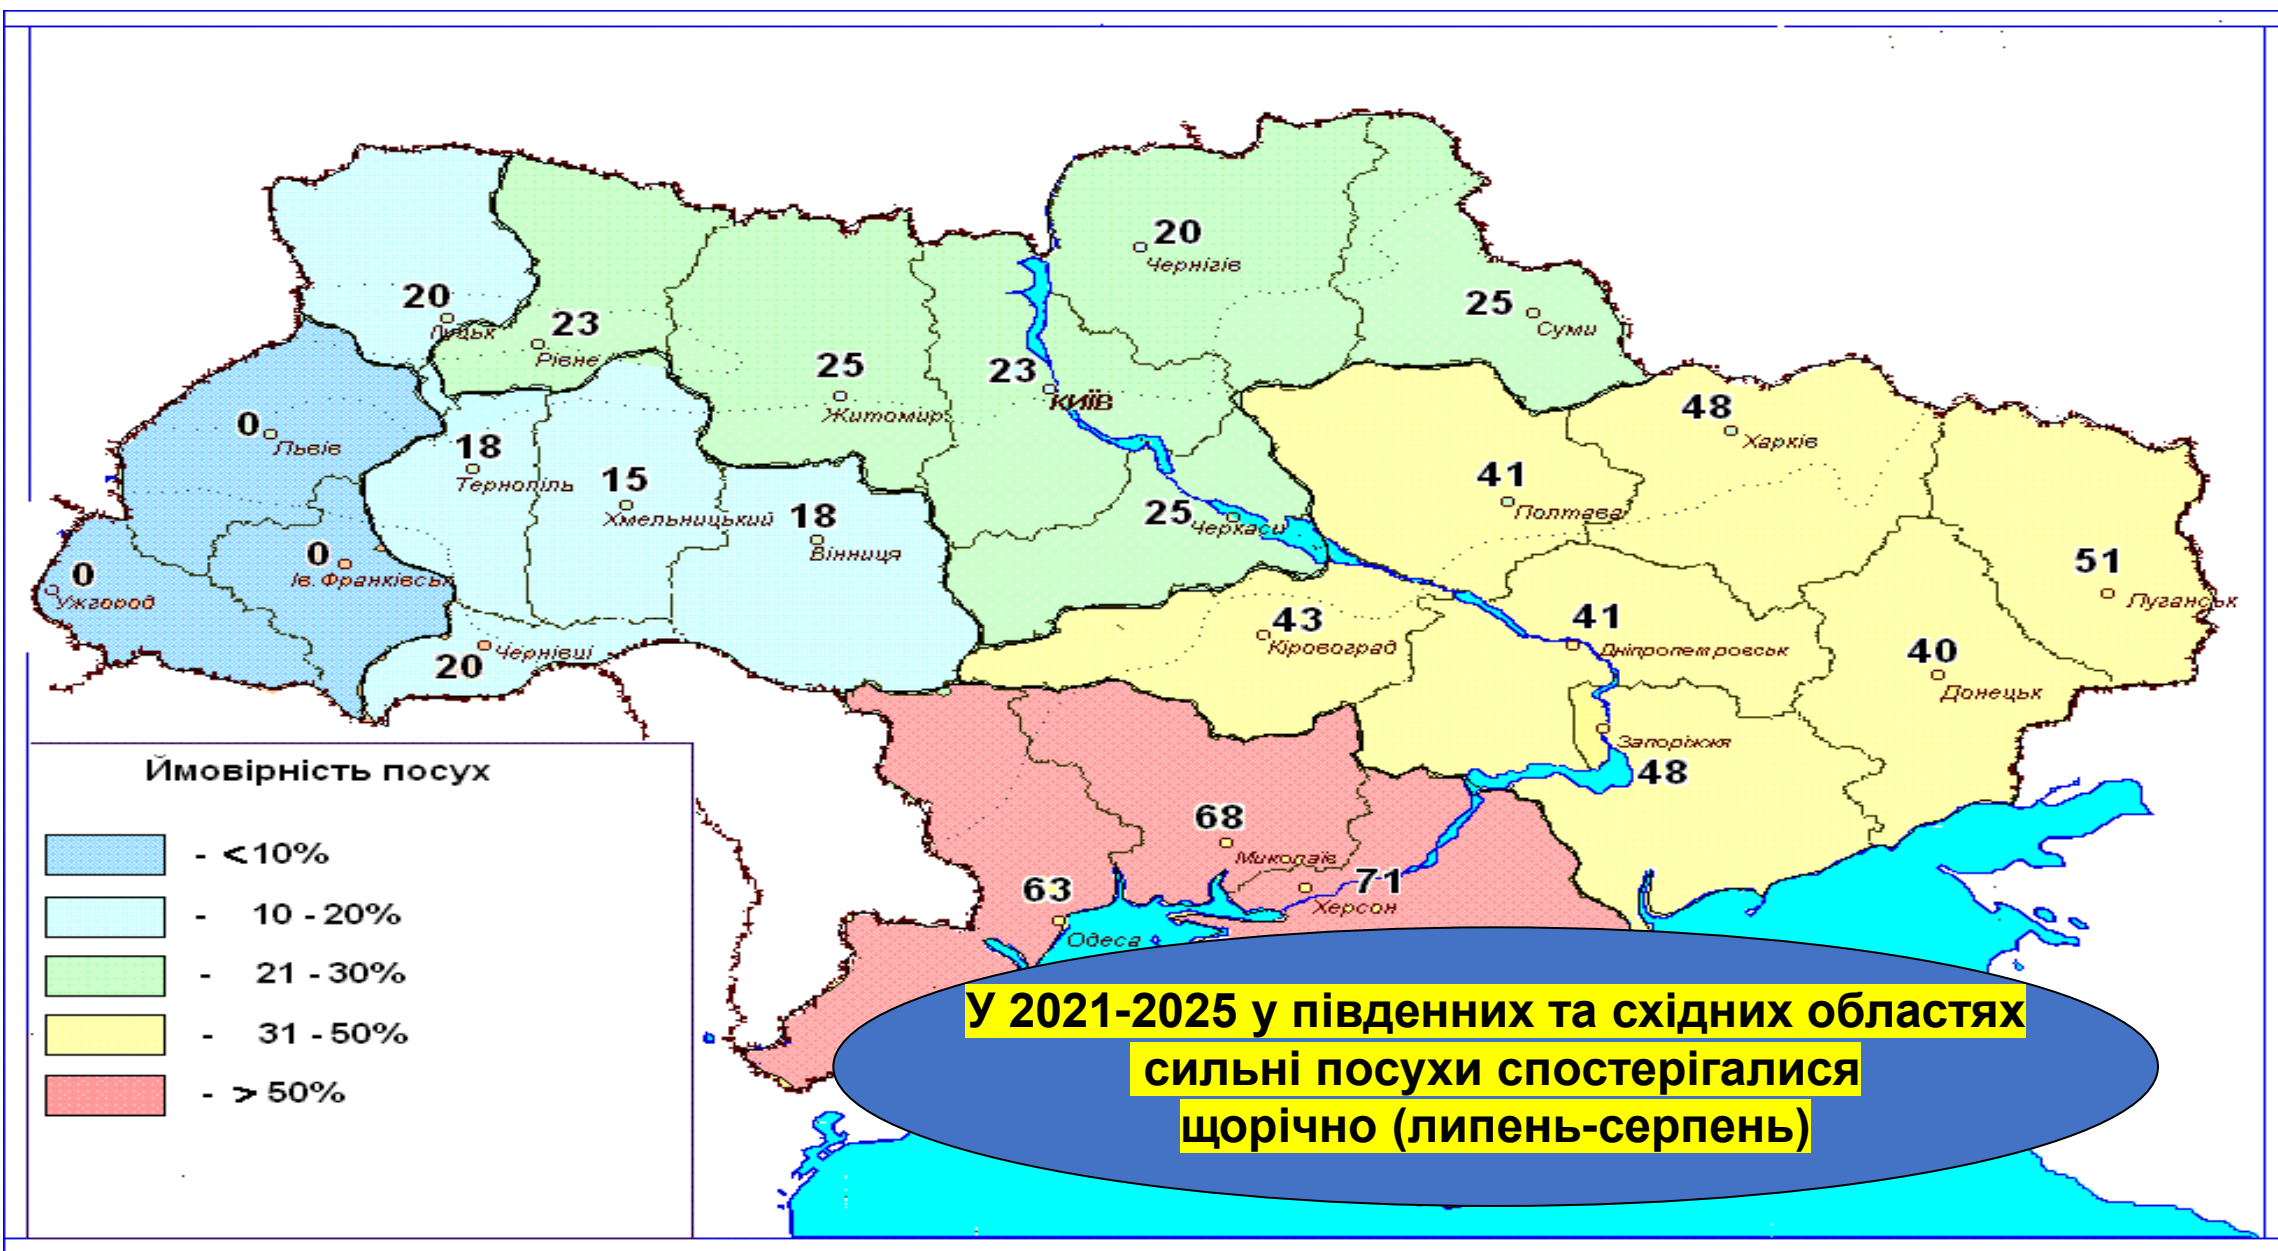 20
Чернігів
20
Луцьк
25
Суми
23
Рівне
25
Житомир
23
КИЇВ
0
Львів
48
Харків
18
Тернопіль
15
Хмельницький
18
Вінниця
41
Полтава
25
Черкаси
0
Ів. Франківськ
0
Ужгород
51
Луганськ
43
Кіровоград
41
Дніпропетровськ
20
Чернівці
40
Донецьк
Запоріжжя
48
68
Миколаїв
63
Одеса
71
Херсон
Ймовірність посух
- <10%
- 10 - 20%
- 21 - 30%
- 31 - 50%
- > 50%
У 2021-2025 у південних та східних областях
сильні посухи спостерігалися
щорічно (липень-серпень)